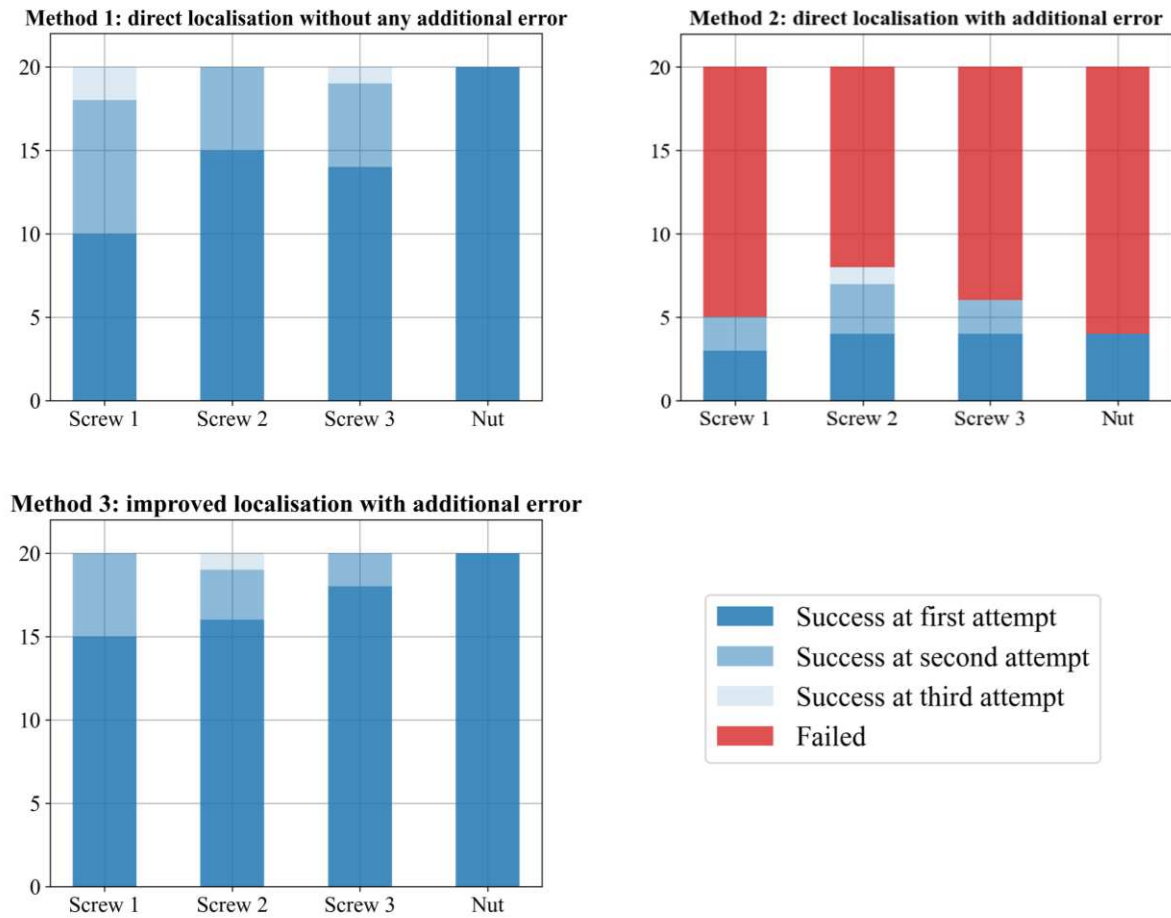 Method 1: direct localisation without any additional error
20
15
10
5
0
Screw 1 Screw 2 Screw 3 Nut
Method 2: direct localisation with additional error
20
15
10
5
0
Screw 1 Screw 2 Screw 3 Nut
Method 3: improved localisation with additional error
20
15
10
5
0
Screw 1 Screw 2 Screw 3 Nut
Success at first attempt
Success at second attempt
Success at third attempt
Failed